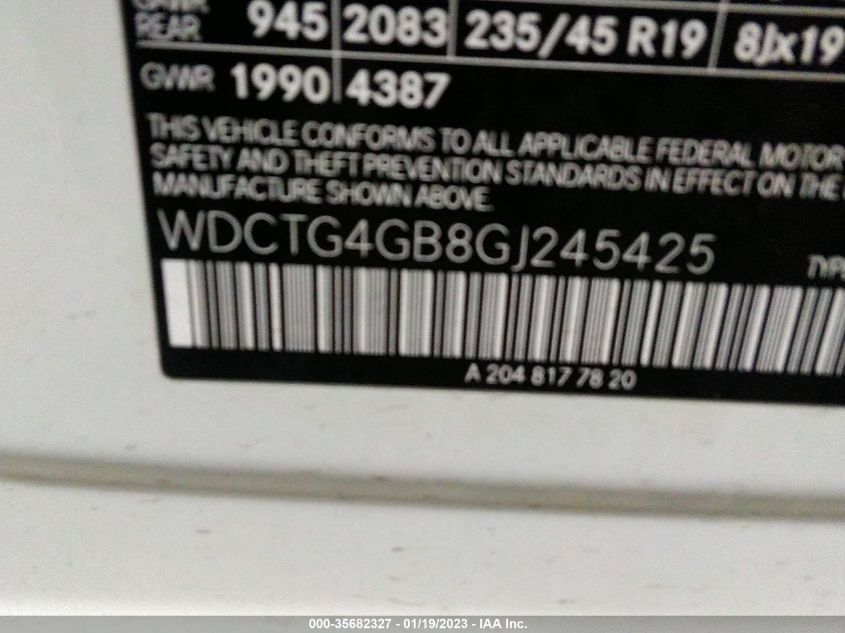 REAR 945 2083 235/45 R19 8Jx19
GVWR 1990 4387
THIS VEHICLE CONFORMS TO ALL APPLICABLE FEDERAL MOTOR
SAFETY AND THEFT PREVENTION STANDARDS IN EFFECT ON THE
MANUFACTURE SHOWN ABOVE.
WDCTG4GB8GJ245425 TYPE
A 204 817 78 20
000-35682327 - 01/19/2023 - IAA Inc.